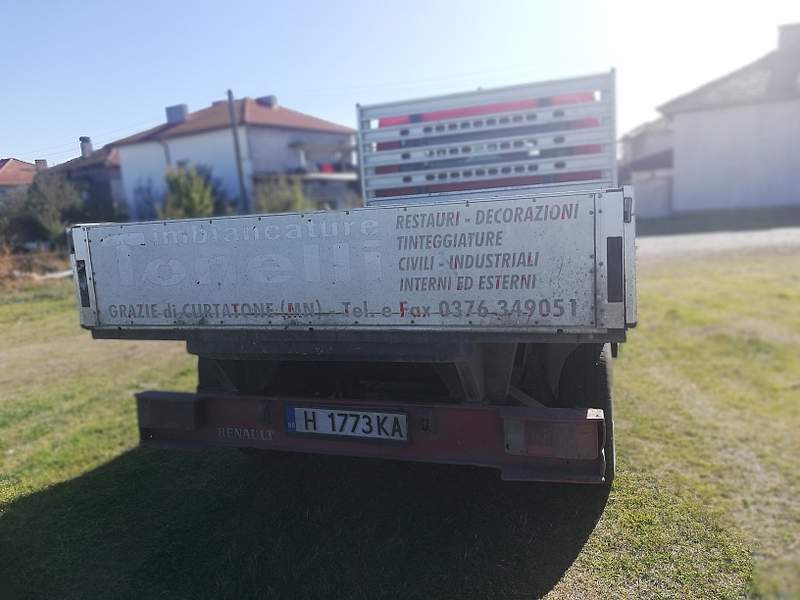 Imbiancature
Tonelli
RESTAURI - DECORAZIONI
TINTEGGIATURE
CIVILI - INDUSTRIALI
INTERNI ED ESTERNI
GRAZIE di CURTATONE (MN) - Tel. e Fax 0376 349051
RENAULT
H 1773KA